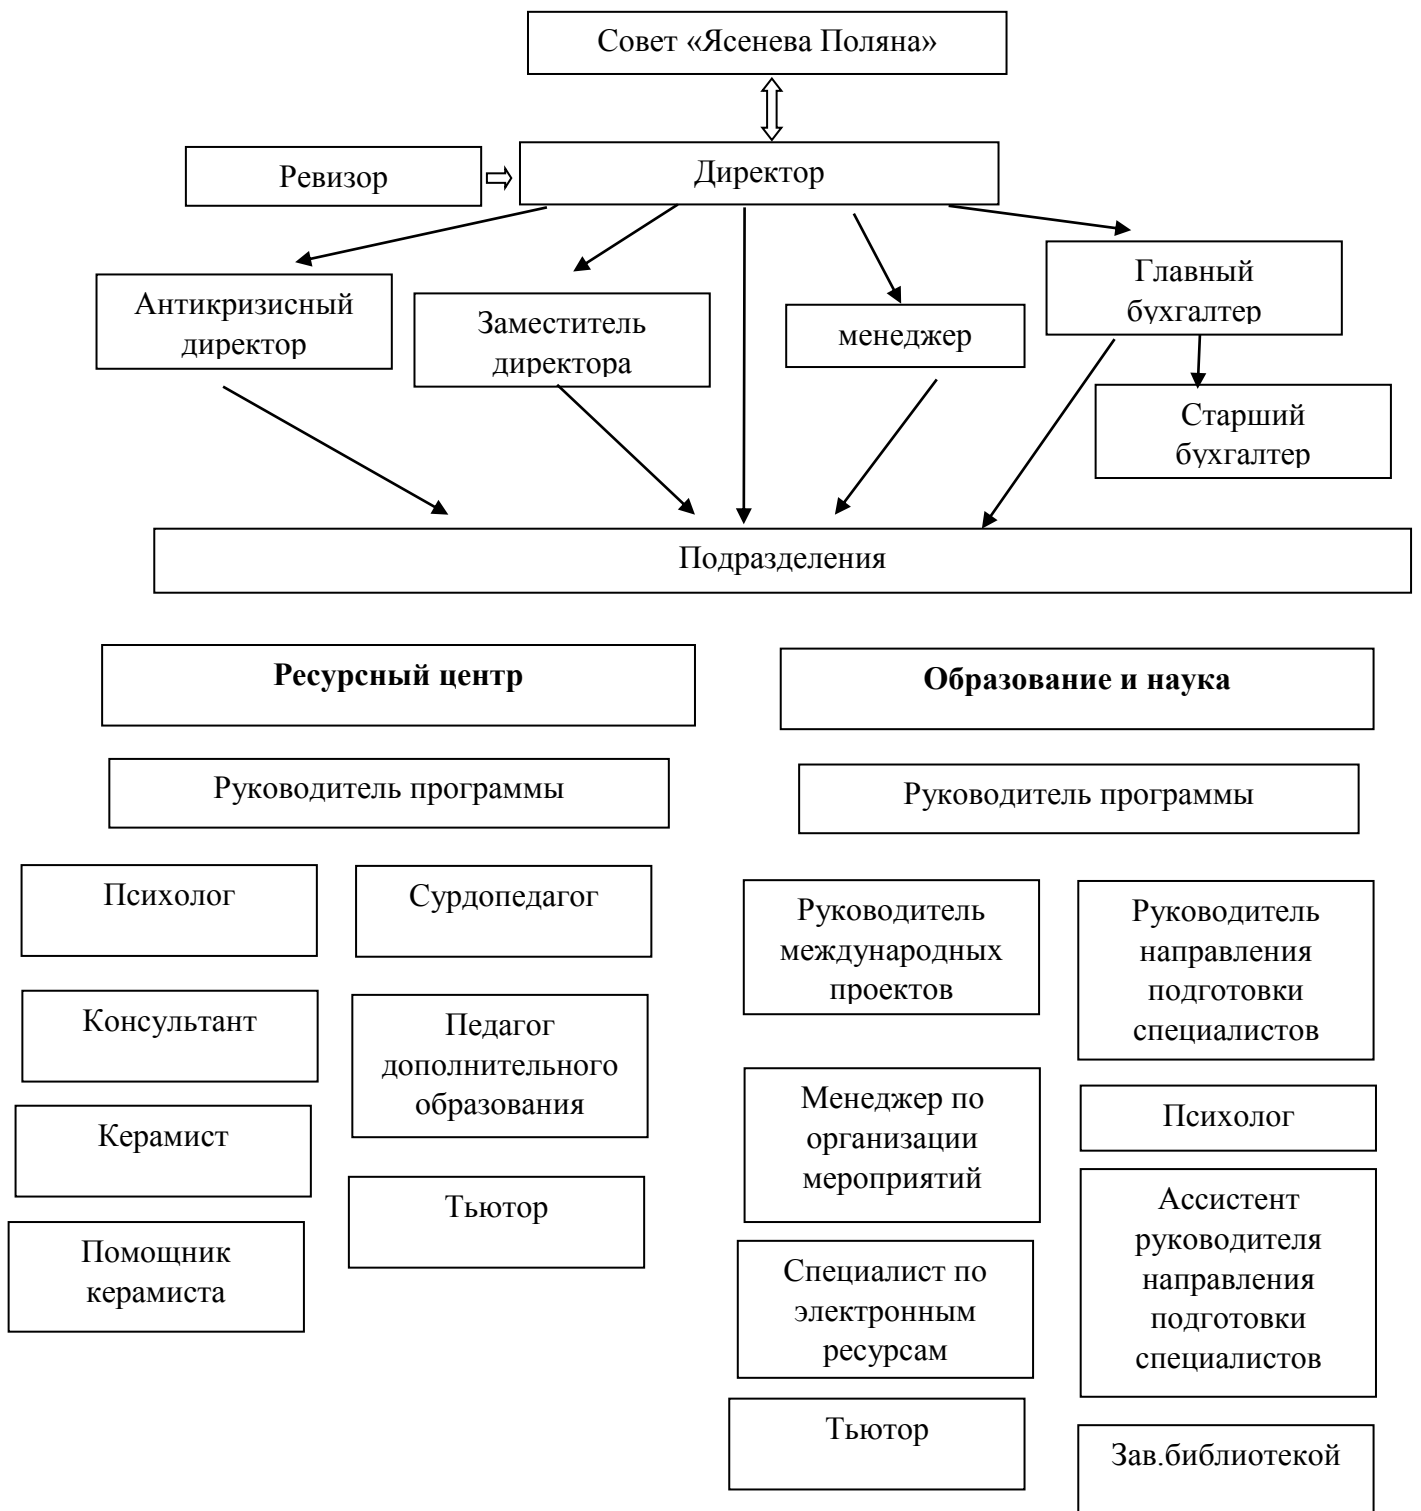 Совет «Ясенева Поляна»
Ревизор
Директор
Антикризисный
директор
Заместитель
директора
менеджер
Главный
бухгалтер
Старший
бухгалтер
Подразделения
Ресурсный центр
Руководитель программы
Психолог
Сурдопедагог
Консультант
Педагог
дополнительного
образования
Керамист
Тьютор
Помощник
керамиста
Образование и наука
Руководитель программы
Руководитель
международных
проектов
Руководитель
направления
подготовки
специалистов
Менеджер по
организации
мероприятий
Психолог
Ассистент
руководителя
направления
подготовки
специалистов
Специалист по
электронным
ресурсам
Тьютор
Зав.библиотекой